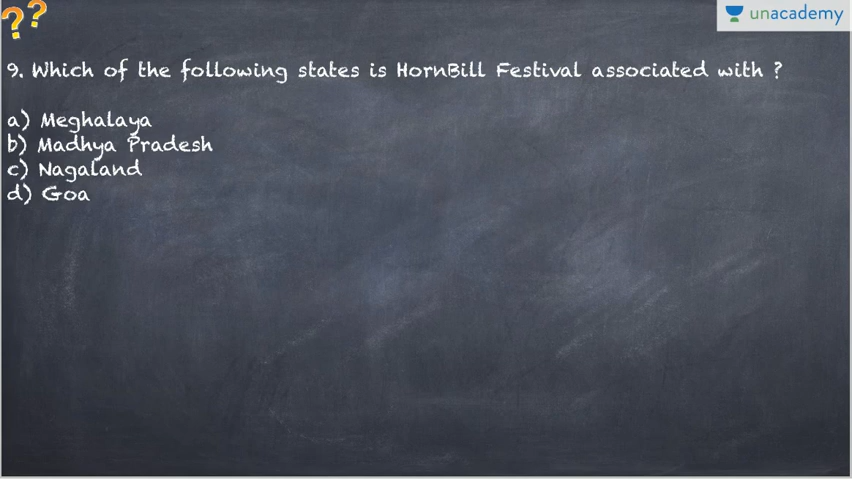 ??
unacademy
9. Which of the following states is HornBill Festival associated with ?
a) Meghalaya
b) Madhya Pradesh
c) Nagaland
d) Goa